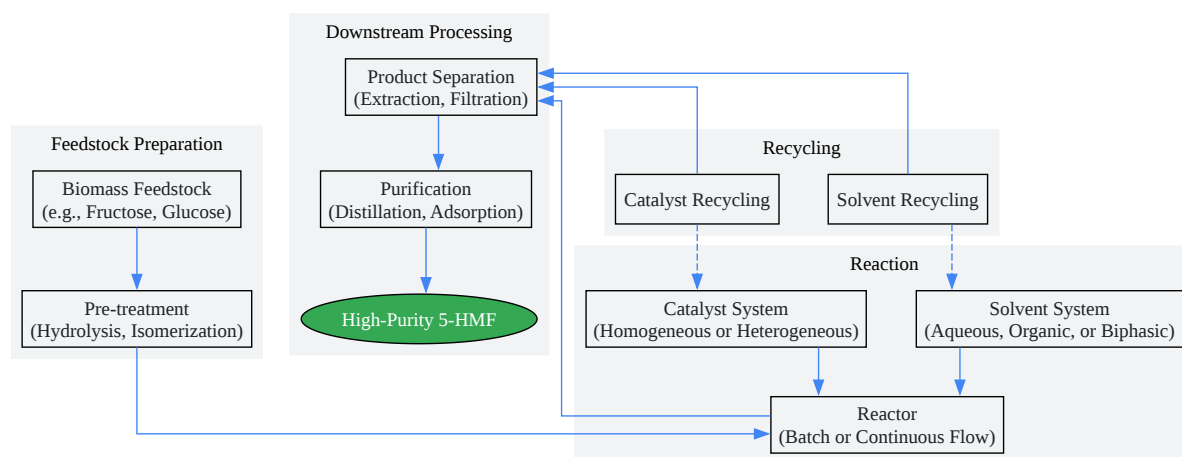 Feedstock Preparation
Biomass Feedstock
(e.g., Fructose, Glucose)
Pre-treatment
(Hydrolysis, Isomerization)
Downstream Processing
Product Separation
(Extraction, Filtration)
Purification
(Distillation, Adsorption)
High-Purity 5-HMF
Recycling
Catalyst Recycling
Solvent Recycling
Reaction
Catalyst System
(Homogeneous or Heterogeneous)
Solvent System
(Aqueous, Organic, or Biphasic)
Reactor
(Batch or Continuous Flow)